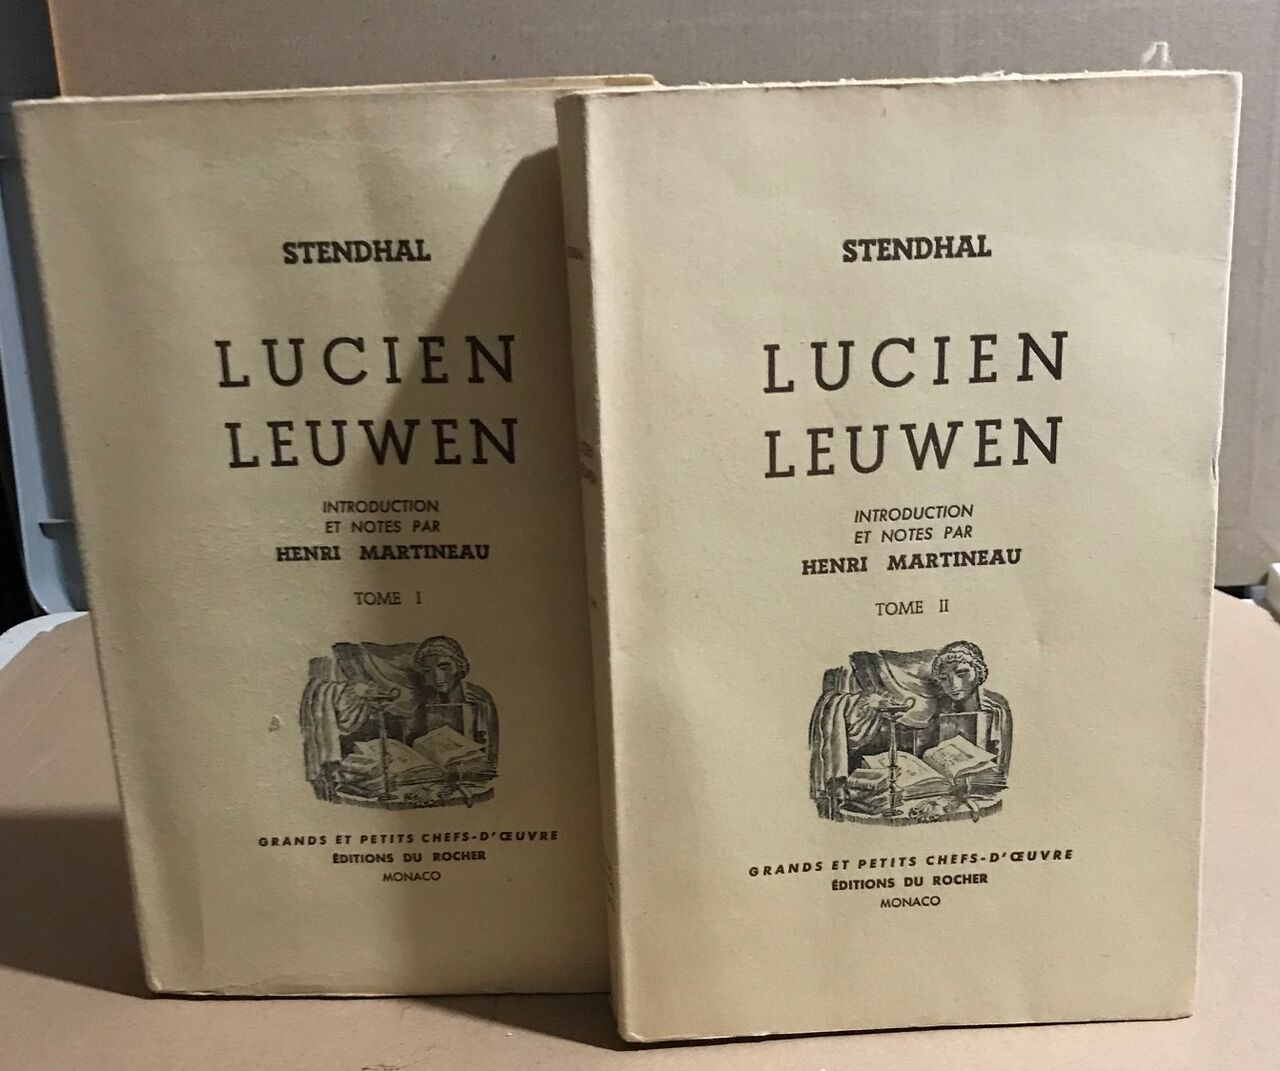 STENDHAL
LUCIEN
LEUWEN
INTRODUCTION
ET NOTES PAR
HENRI MARTINEAU
TOME I
GRANDS ET PETITS CHEFS-D'ŒUVRE
ÉDITIONS DU ROCHER
MONACO
STENDHAL
LUCIEN
LEUWEN
INTRODUCTION
ET NOTES PAR
HENRI MARTINEAU
TOME II
GRANDS ET PETITS CHEFS-D'ŒUVRE
ÉDITIONS DU ROCHER
MONACO